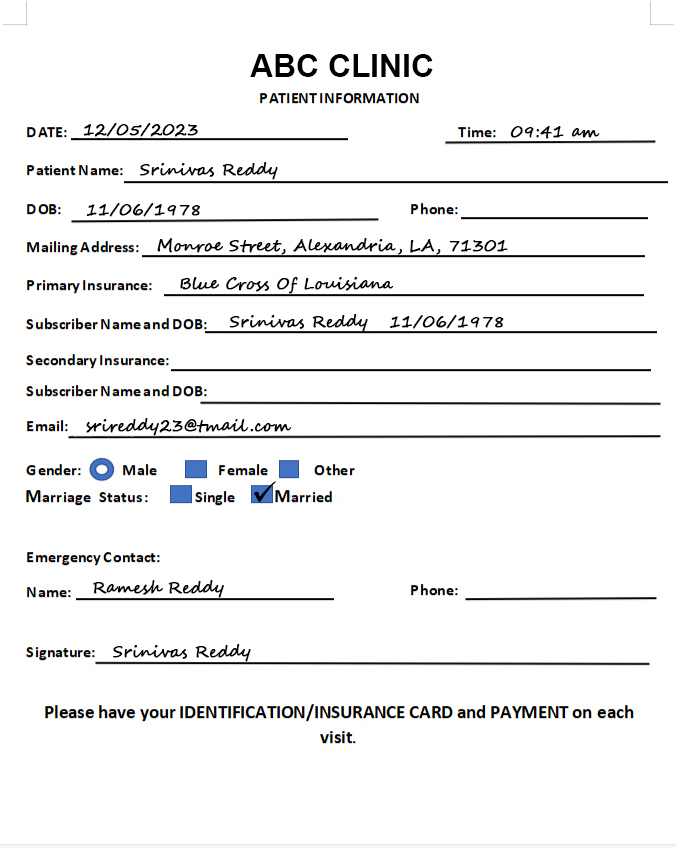 ABC CLINIC
PATIENT INFORMATION
DATE: 12/05/2023 Time: 09:41 am
Patient Name: Srinivas Reddy
DOB: 11/06/1978 Phone:
Mailing Address: Monroe Street, Alexandria, LA, 71301
Primary Insurance: Blue Cross Of Louisiana
Subscriber Name and DOB: Srinivas Reddy 11/06/1978
Secondary Insurance:
Subscriber Name and DOB:
Email: srireddy23@tmail.com
Gender: Male Female Other
Marriage Status: Single Married
Emergency Contact:
Name: Ramesh Reddy Phone:
Signature: Srinivas Reddy
Please have your IDENTIFICATION/INSURANCE CARD and PAYMENT on each
visit.